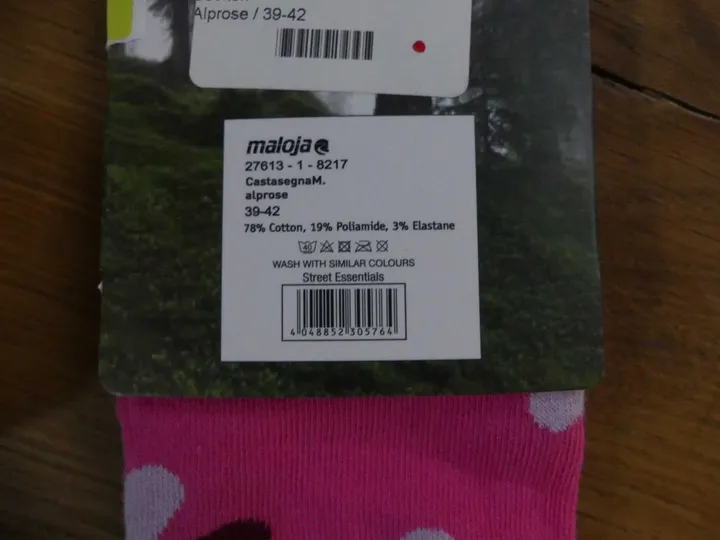 Alprose / 39-42
maloja
27613 - 1 - 8217
CastasegnaM.
alprose
39-42
78% Cotton, 19% Poliamide, 3% Elastane
WASH WITH SIMILAR COLOURS
Street Essentials
4 048852 305764